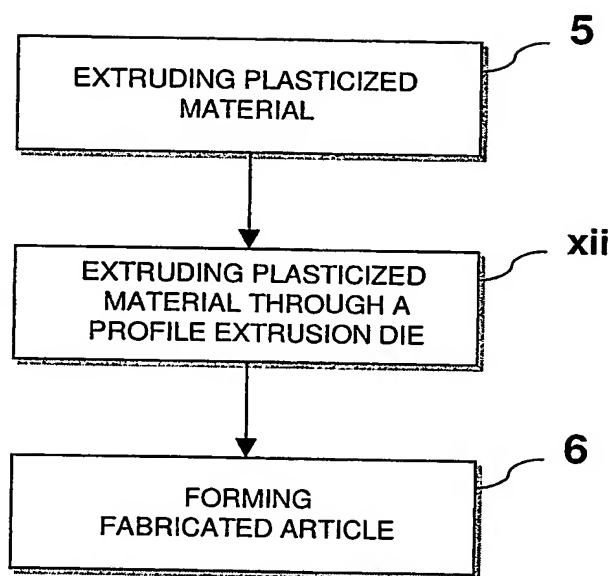 5
EXTRUDING PLASTICIZED
MATERIAL
xii
EXTRUDING PLASTICIZED
MATERIAL THROUGH A
PROFILE EXTRUSION DIE
6
FORMING
FABRICATED ARTICLE